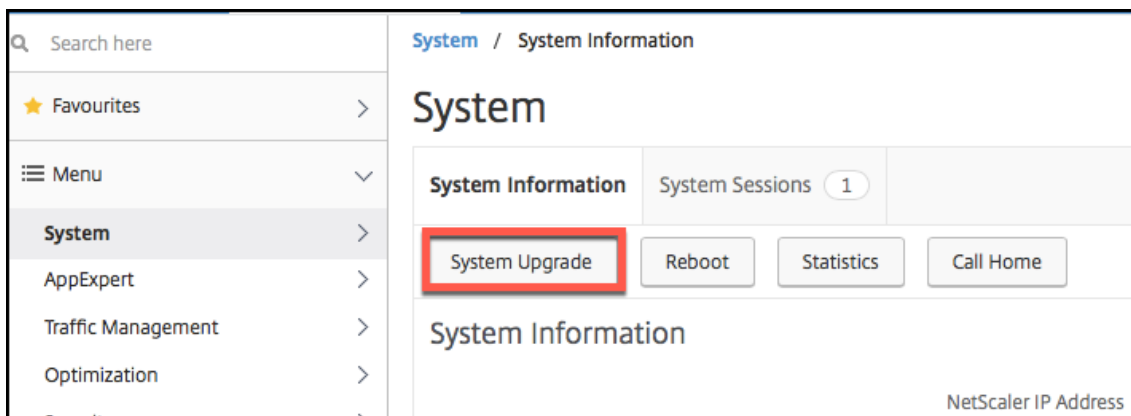 Search here
Favourites
Menu
System
AppExpert
Traffic Management
Optimization
System / System Information
System
System Information
System Sessions 1
System Upgrade
Reboot
Statistics
Call Home
System Information
NetScaler IP Address